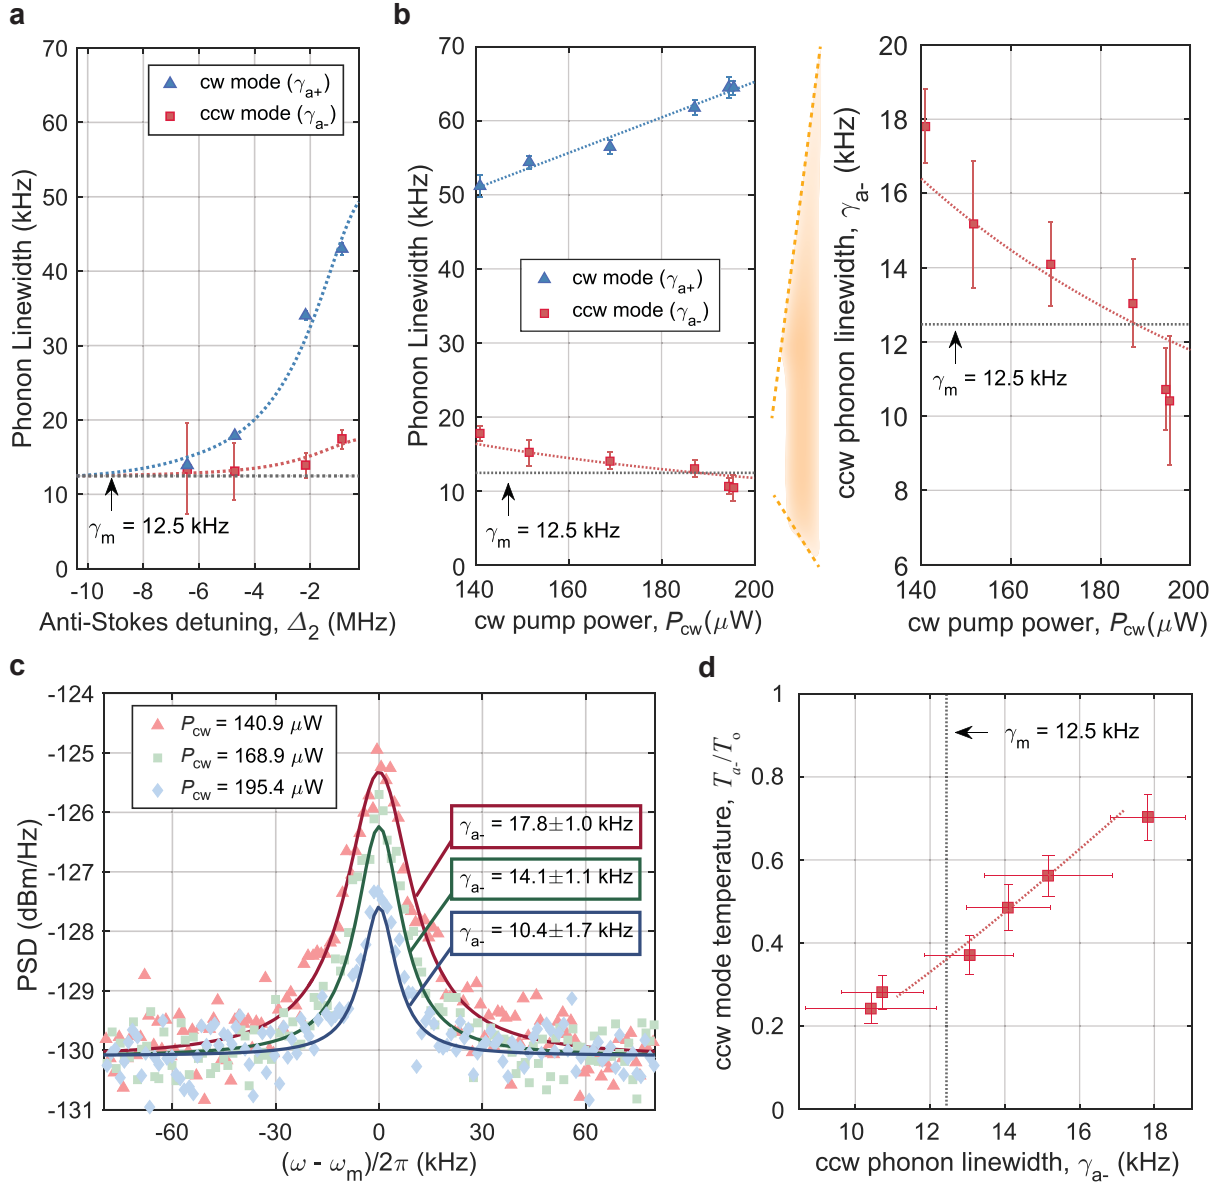 a
70
60
50
40
30
20
10
0
-10
-8
-6
-4
-2
Phonon Linewidth (kHz)
Anti-Stokes detuning, Δ₂ (MHz)
cw mode (γₐ₊)
ccw mode (γₐ₋)
γₘ = 12.5 kHz
b
70
60
50
40
30
20
10
0
140
160
180
200
Phonon Linewidth (kHz)
cw pump power, P_cw(μW)
cw mode (γₐ₊)
ccw mode (γₐ₋)
γₘ = 12.5 kHz
20
18
16
14
12
10
8
6
140
160
180
200
ccw phonon linewidth, γₐ₋ (kHz)
cw pump power, P_cw(μW)
γₘ = 12.5 kHz
c
-124
-125
-126
-127
-128
-129
-130
-131
-60
-30
0
30
60
PSD (dBm/Hz)
(ω - ωₘ)/2π (kHz)
P_cw = 140.9 μW
P_cw = 168.9 μW
P_cw = 195.4 μW
γₐ₋ = 17.8±1.0 kHz
γₐ₋ = 14.1±1.1 kHz
γₐ₋ = 10.4±1.7 kHz
d
1
0.8
0.6
0.4
0.2
0
10
12
14
16
18
ccw mode temperature, Tₐ₋/Tₒ
ccw phonon linewidth, γₐ₋ (kHz)
γₘ = 12.5 kHz